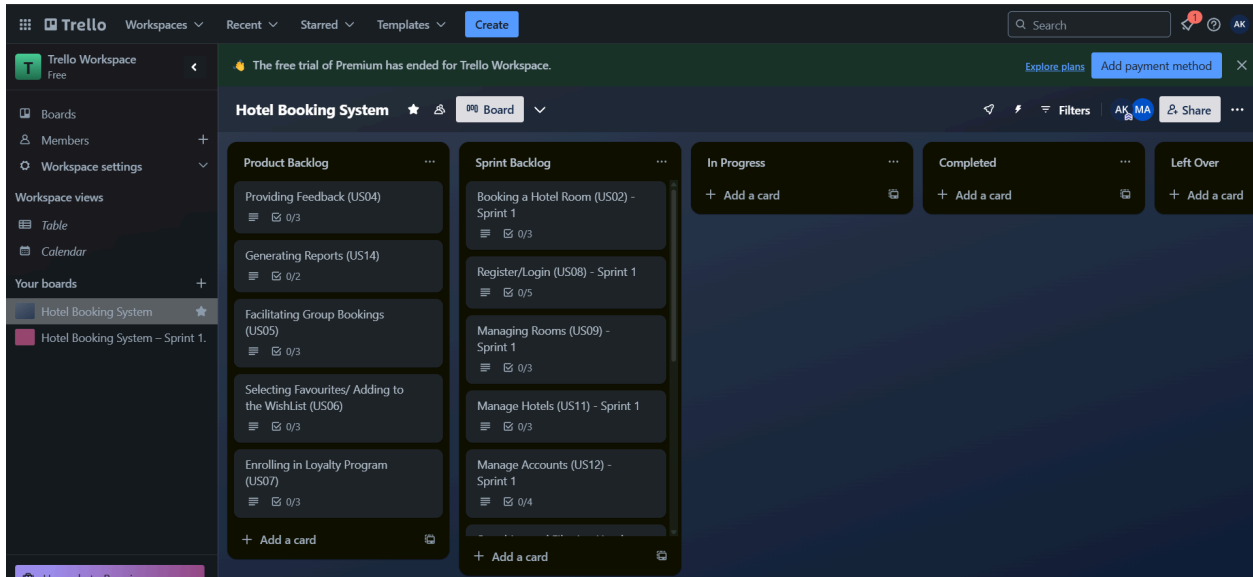 Trello
Workspaces
Recent
Starred
Templates
Create
Search
1
AK
T
Trello Workspace
Free
👋 The free trial of Premium has ended for Trello Workspace.
Explore plans
Add payment method
Boards
Members
Workspace settings
Workspace views
Table
Calendar
Your boards
Hotel Booking System
Hotel Booking System – Sprint 1.
Hotel Booking System
Board
Filters
AK
MA
Share
Product Backlog
Providing Feedback (US04)
0/3
Generating Reports (US14)
0/2
Facilitating Group Bookings
(US05)
0/3
Selecting Favourites/ Adding to
the WishList (US06)
0/3
Enrolling in Loyalty Program
(US07)
0/3
+ Add a card
Sprint Backlog
Booking a Hotel Room (US02) -
Sprint 1
0/3
Register/Login (US08) - Sprint 1
0/5
Managing Rooms (US09) -
Sprint 1
0/3
Manage Hotels (US11) - Sprint 1
0/3
Manage Accounts (US12) -
Sprint 1
0/4
+ Add a card
In Progress
+ Add a card
Completed
+ Add a card
Left Over
+ Add a card